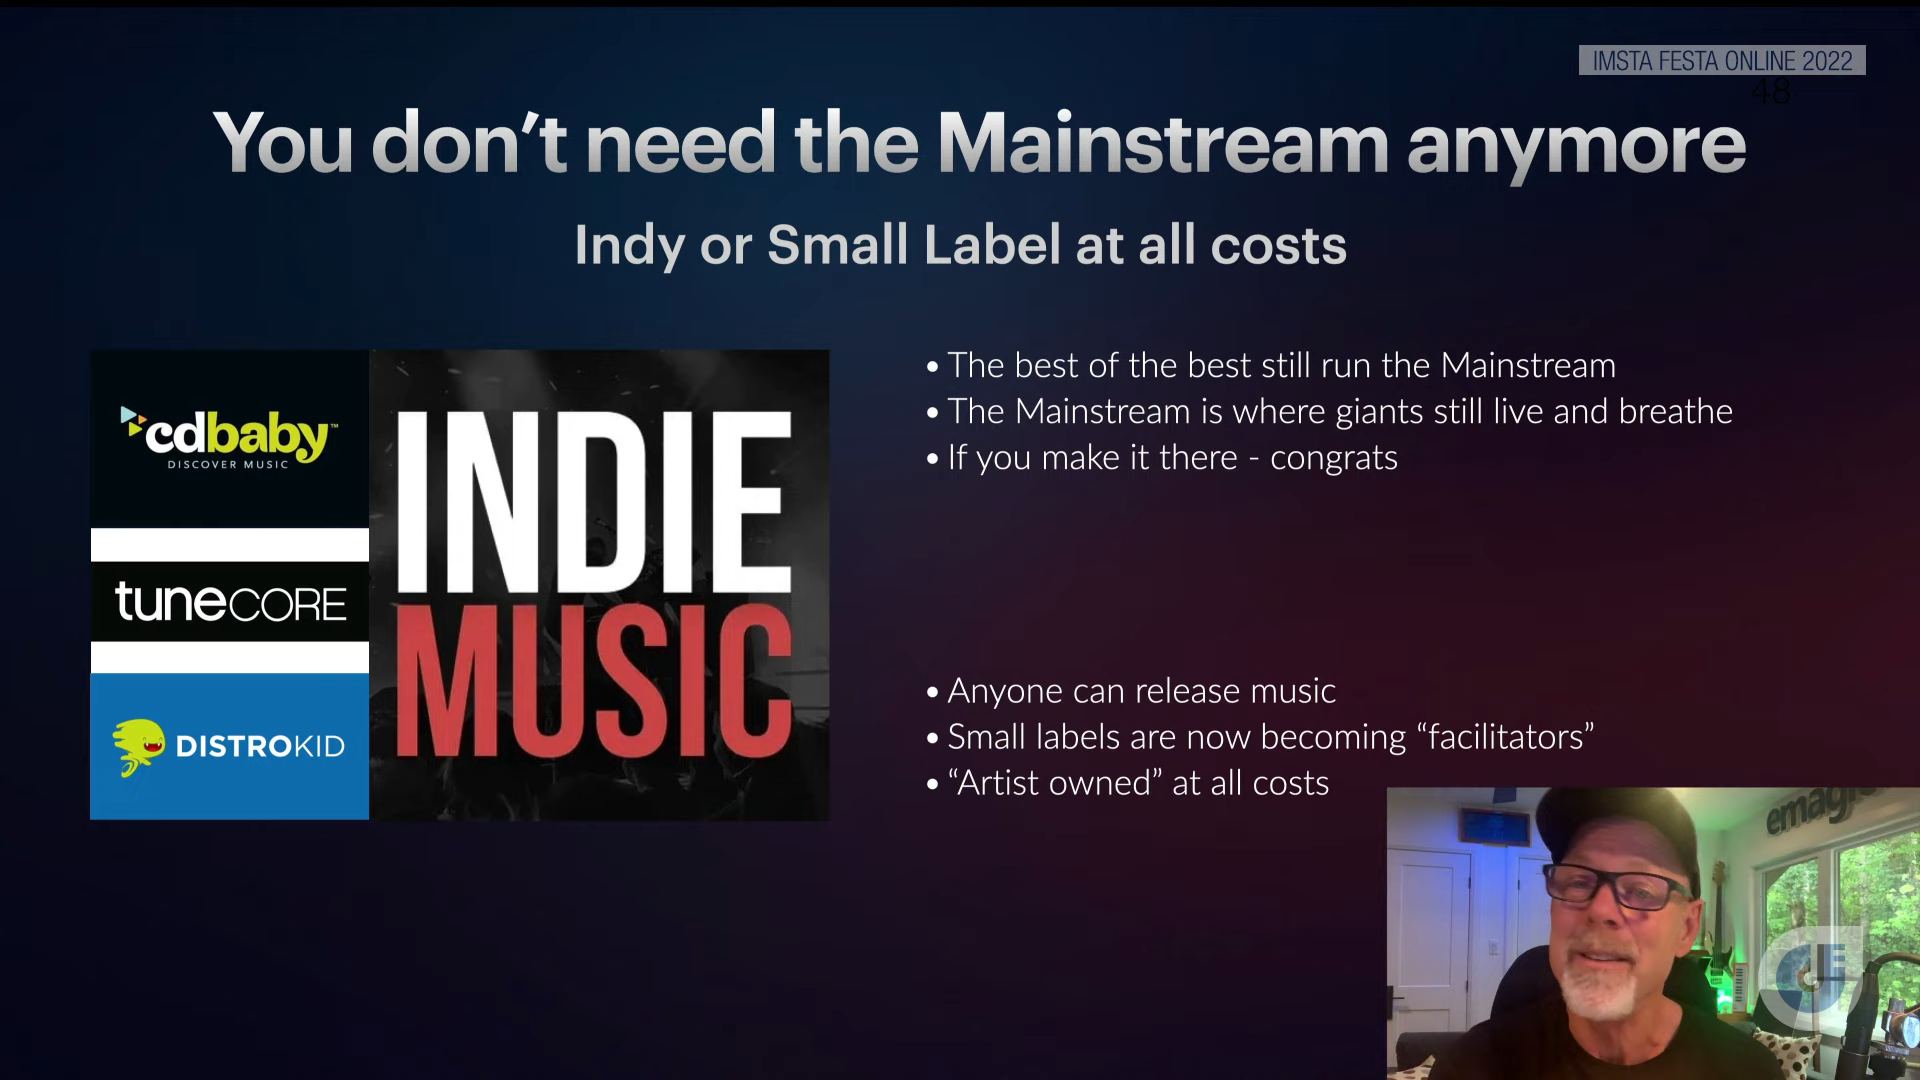 IMSTA FESTA ONLINE 2022
48
You don’t need the Mainstream anymore
Indy or Small Label at all costs
cdbaby™
DISCOVER MUSIC
tuneCORE
DISTROKID
INDIE
MUSIC
• The best of the best still run the Mainstream
• The Mainstream is where giants still live and breathe
• If you make it there - congrats
• Anyone can release music
• Small labels are now becoming “facilitators”
• “Artist owned” at all costs
emagic